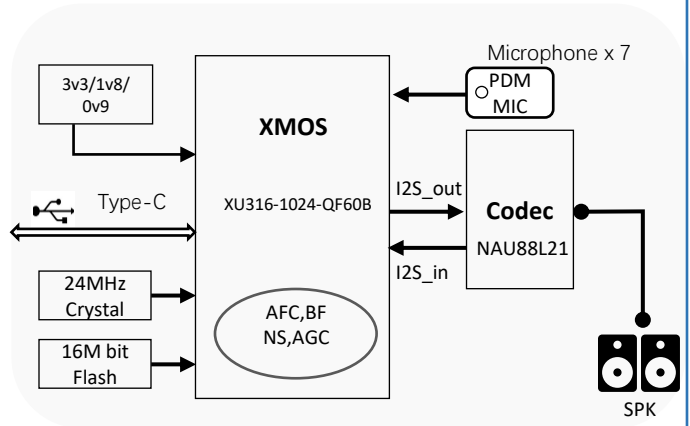 Microphone x 7
3v3/1v8/
0v9
PDM
MIC
XMOS
Type-C
XU316-1024-QF60B
I2S_out
Codec
NAU88L21
I2S_in
24MHz
Crystal
AFC,BF
NS,AGC
16M bit
Flash
SPK